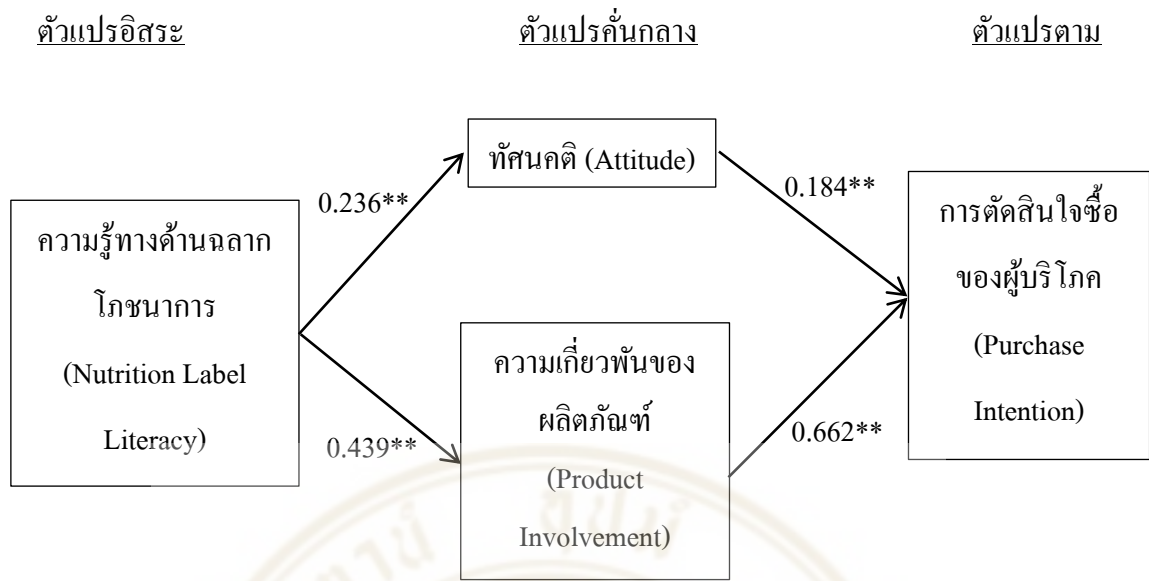 ตัวแปรอิสระ
ตัวแปรคั่นกลาง
ตัวแปรตาม
ทัศนคติ (Attitude)
0.236**
0.184**
ความรู้ทางด้านฉลาก
โภชนาการ
(Nutrition Label
Literacy)
การตัดสินใจซื้อ
ของผู้บริโภค
(Purchase
Intention)
ความเกี่ยวพันของ
ผลิตภัณฑ์
(Product
Involvement)
0.439**
0.662**